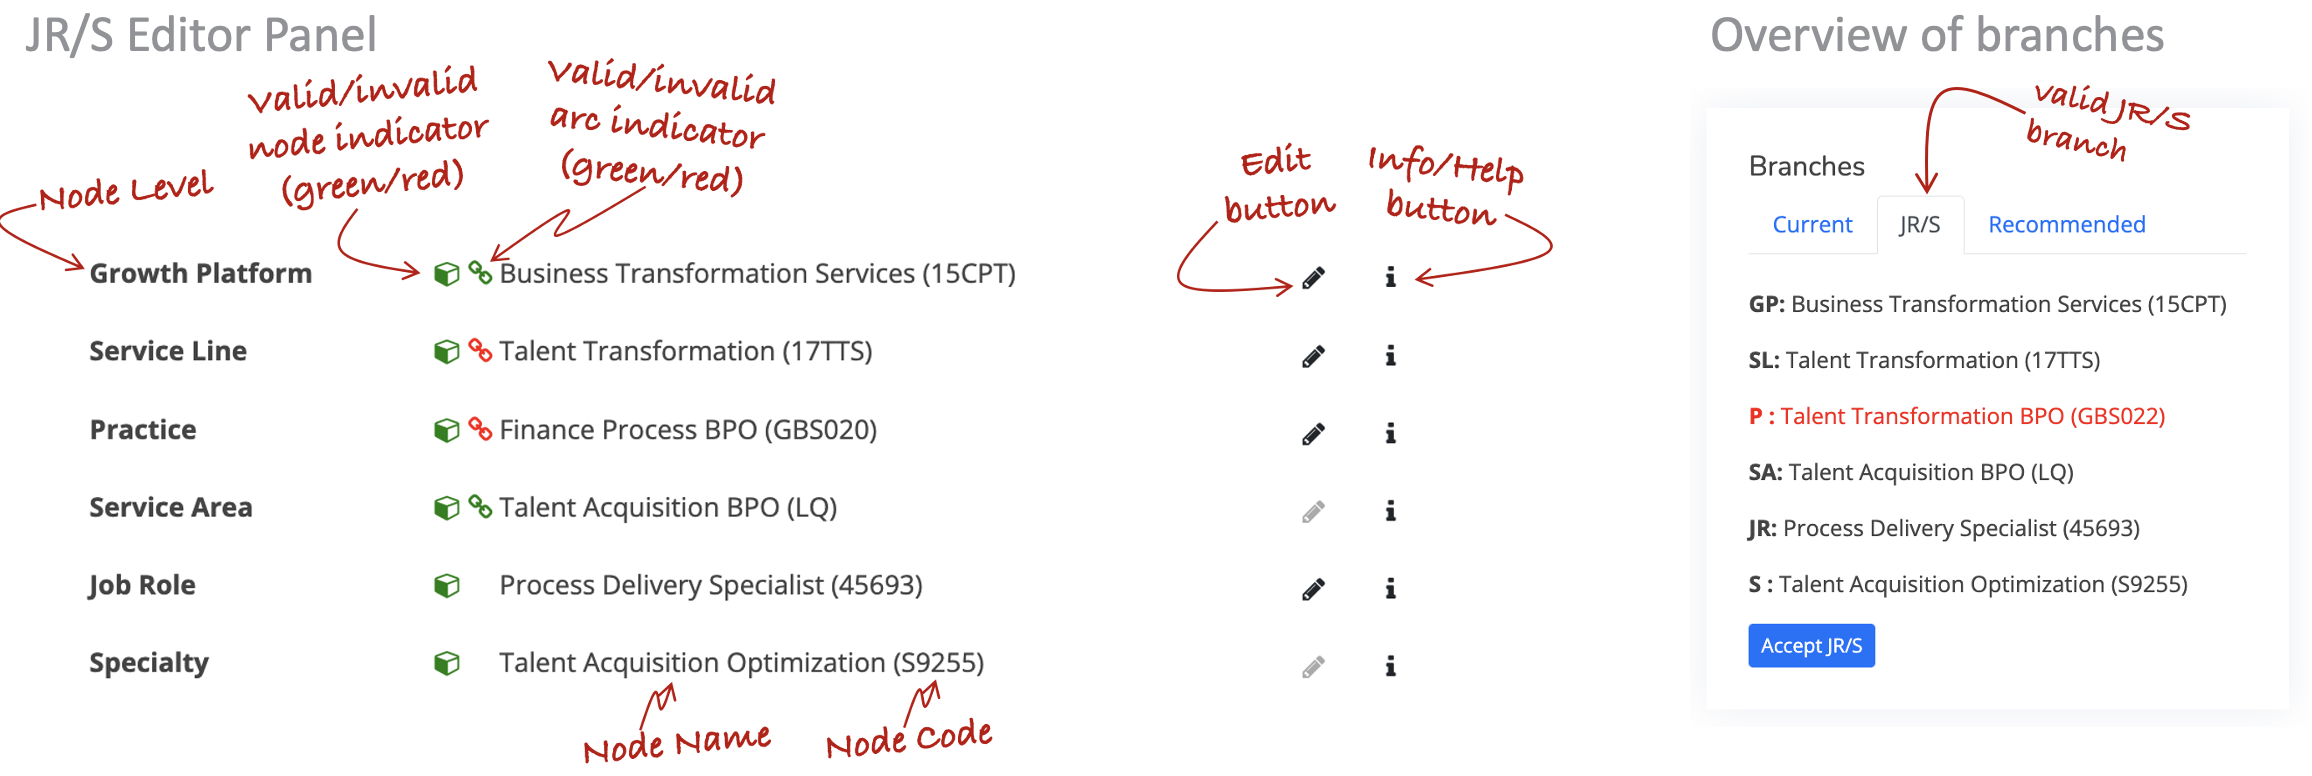 JR/S Editor Panel
Overview of branches
Valid/invalid
node indicator
(green/red)
Valid/invalid
arc indicator
(green/red)
Node Level
Edit
button
Info/Help
button
valid JR/S
branch
Growth Platform Business Transformation Services (15CPT)
Service Line Talent Transformation (17TTS)
Practice Finance Process BPO (GBS020)
Service Area Talent Acquisition BPO (LQ)
Job Role Process Delivery Specialist (45693)
Specialty Talent Acquisition Optimization (S9255)
Node Name
Node Code
Branches
Current JR/S Recommended
GP: Business Transformation Services (15CPT)
SL: Talent Transformation (17TTS)
P : Talent Transformation BPO (GBS022)
SA: Talent Acquisition BPO (LQ)
JR: Process Delivery Specialist (45693)
S : Talent Acquisition Optimization (S9255)
Accept JR/S